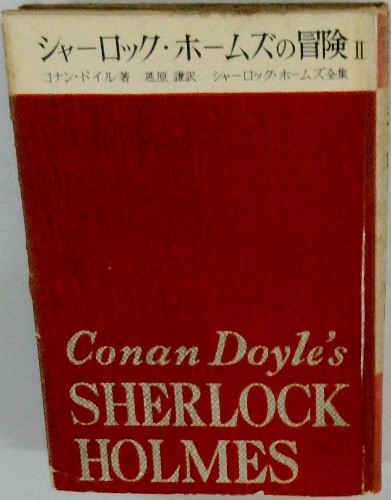 シャーロック・ホームズの冒険 II
コナン・ドイル著 延原 謙訳 シャーロック・ホームズ全集
Conan Doyle's
SHERLOCK
HOLMES